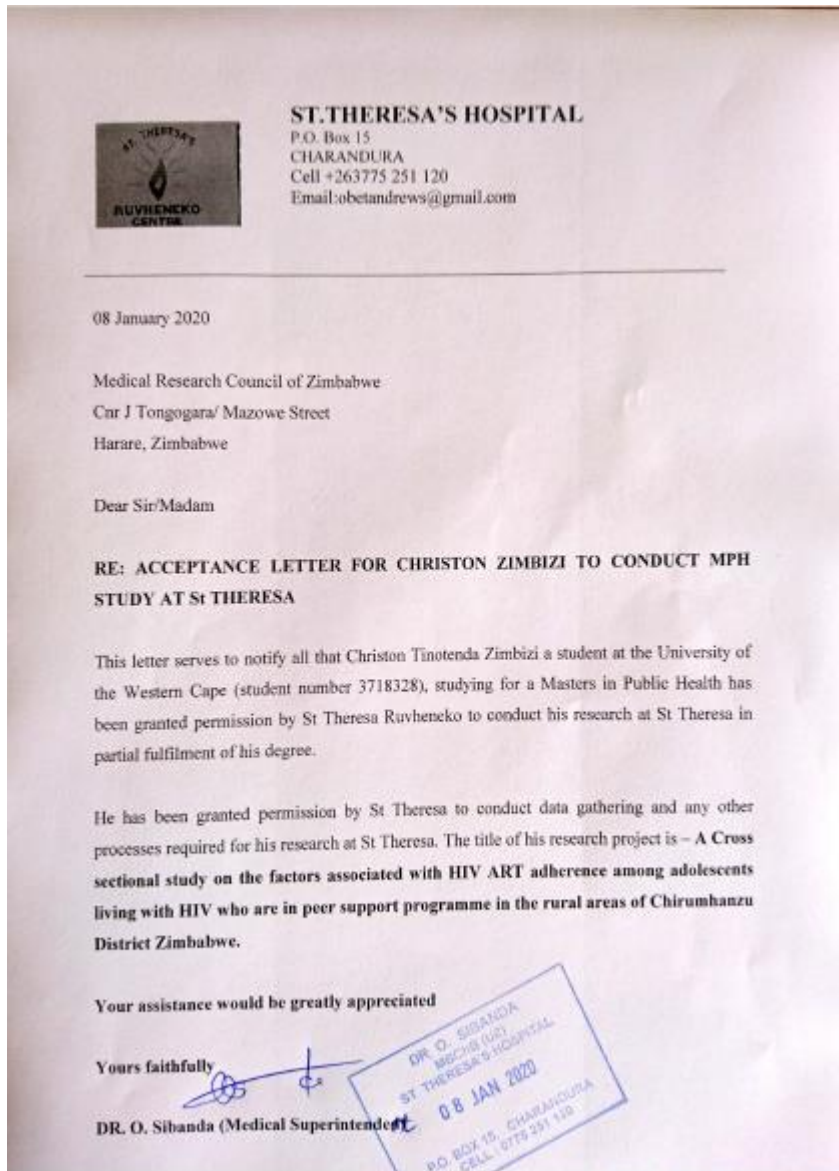 ST. THERESA'S
RUVHENEKO
CENTRE
ST.THERESA'S HOSPITAL
P.O. Box 15
CHARANDURA
Cell +263775 251 120
Email:obetandrews@gmail.com
08 January 2020
Medical Research Council of Zimbabwe
Cnr J Tongogara/ Mazowe Street
Harare, Zimbabwe
Dear Sir/Madam
RE: ACCEPTANCE LETTER FOR CHRISTON ZIMBIZI TO CONDUCT MPH
STUDY AT St THERESA
This letter serves to notify all that Christon Tinotenda Zimbizi a student at the University of
the Western Cape (student number 3718328), studying for a Masters in Public Health has
been granted permission by St Theresa Ruvheneko to conduct his research at St Theresa in
partial fulfilment of his degree.
He has been granted permission by St Theresa to conduct data gathering and any other
processes required for his research at St Theresa. The title of his research project is – A Cross
sectional study on the factors associated with HIV ART adherence among adolescents
living with HIV who are in peer support programme in the rural areas of Chirumhanzu
District Zimbabwe.
Your assistance would be greatly appreciated
Yours faithfully
DR. O. Sibanda (Medical Superintendent
DR O. SIBANDA
ST THERESA'S HOSPITAL
08 JAN 2020
P.O. BOX 15, CHARANDURA
CELL: 0775 251 120